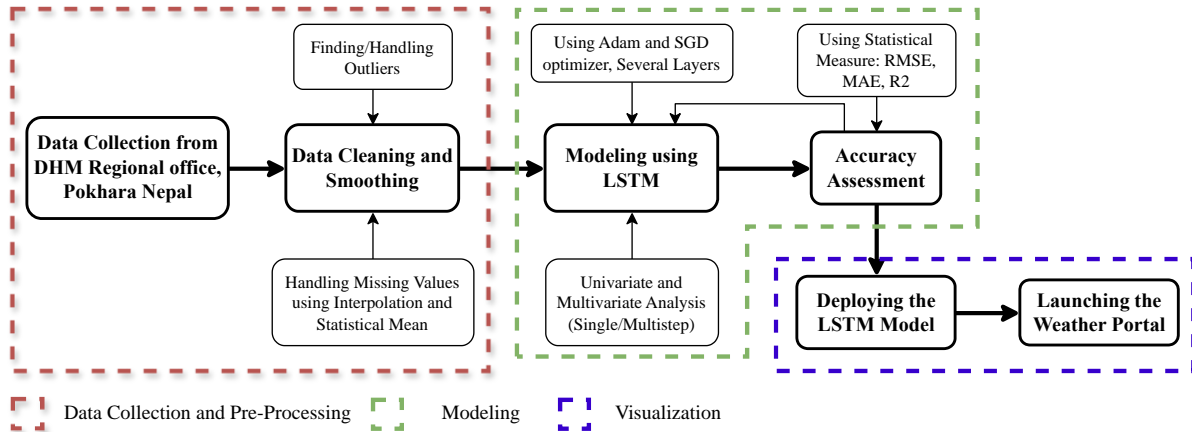 Finding/Handling
Outliers
Using Adam and SGD
optimizer, Several Layers
Using Statistical
Measure: RMSE,
MAE, R2
Data Collection from
DHM Regional office,
Pokhara Nepal
Data Cleaning and
Smoothing
Modeling using
LSTM
Accuracy
Assessment
Handling Missing Values
using Interpolation and
Statistical Mean
Univariate and
Multivariate Analysis
(Single/Multistep)
Deploying the
LSTM Model
Launching the
Weather Portal
Data Collection and Pre-Processing
Modeling
Visualization